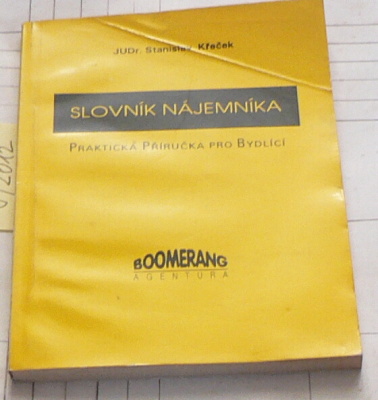 JUDr. Stanislav Křeček
SLOVNÍK NÁJEMNÍKA
PRAKTICKÁ PŘÍRUČKA PRO BYDLÍCÍ
BOOMERANG
AGENTURA